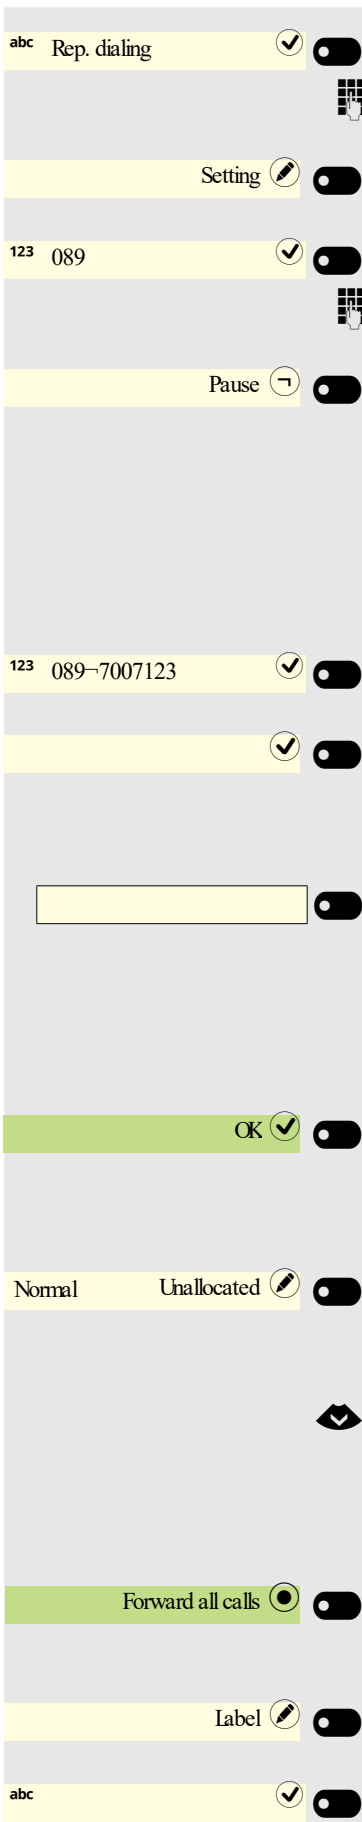 abc Rep. dialing
Setting
123 089
Pause
123 089¬7007123
OK
Normal Unallocated
Forward all calls
Label
abc